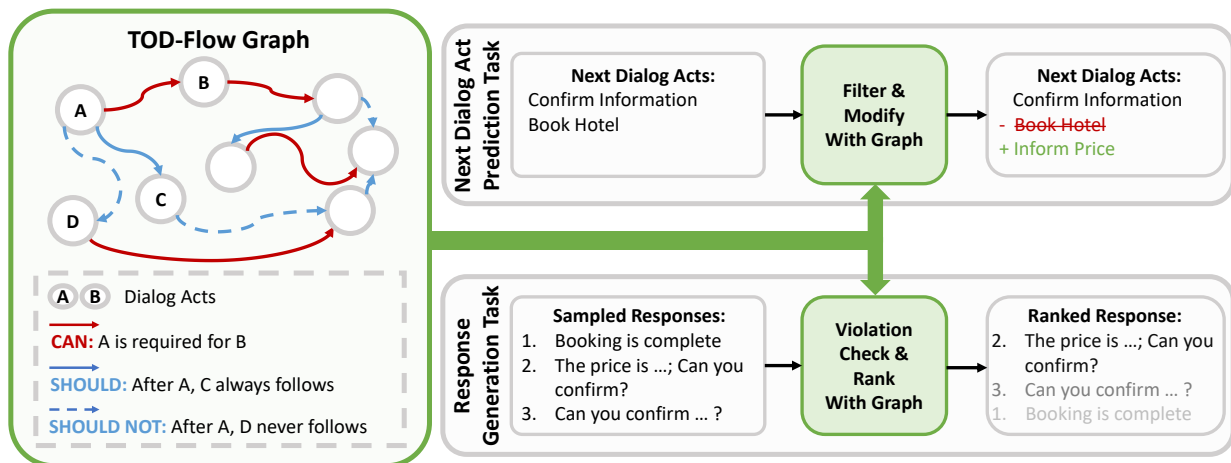 TOD-Flow Graph
A
B
C
D
A B Dialog Acts
CAN: A is required for B
SHOULD: After A, C always follows
SHOULD NOT: After A, D never follows
Next Dialog Act
Prediction Task
Next Dialog Acts:
Confirm Information
Book Hotel
Filter &
Modify
With Graph
Next Dialog Acts:
Confirm Information
- Book Hotel
+ Inform Price
Response
Generation Task
Sampled Responses:
1. Booking is complete
2. The price is ...; Can you
confirm?
3. Can you confirm ... ?
Violation
Check &
Rank
With Graph
Ranked Response:
2. The price is ...; Can you
confirm?
3. Can you confirm ... ?
1. Booking is complete